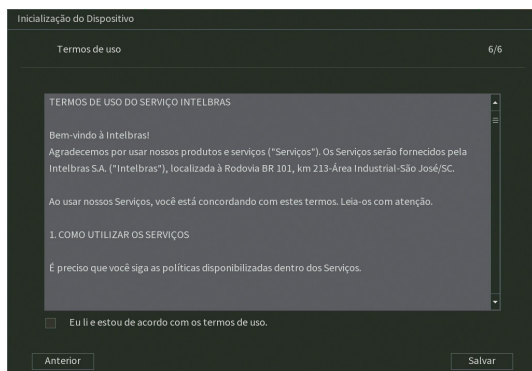 Inicialização do Dispositivo
Termos de uso 6/6
TERMOS DE USO DO SERVIÇO INTELBRAS
Bem-vindo à Intelbras!
Agradecemos por usar nossos produtos e serviços ("Serviços"). Os Serviços serão fornecidos pela
Intelbras S.A. ("Intelbras"), localizada à Rodovia BR 101, km 213-Área Industrial-São José/SC.
Ao usar nossos Serviços, você está concordando com estes termos. Leia-os com atenção.
1. COMO UTILIZAR OS SERVIÇOS
É preciso que você siga as políticas disponibilizadas dentro dos Serviços.
Eu li e estou de acordo com os termos de uso.
Anterior Salvar